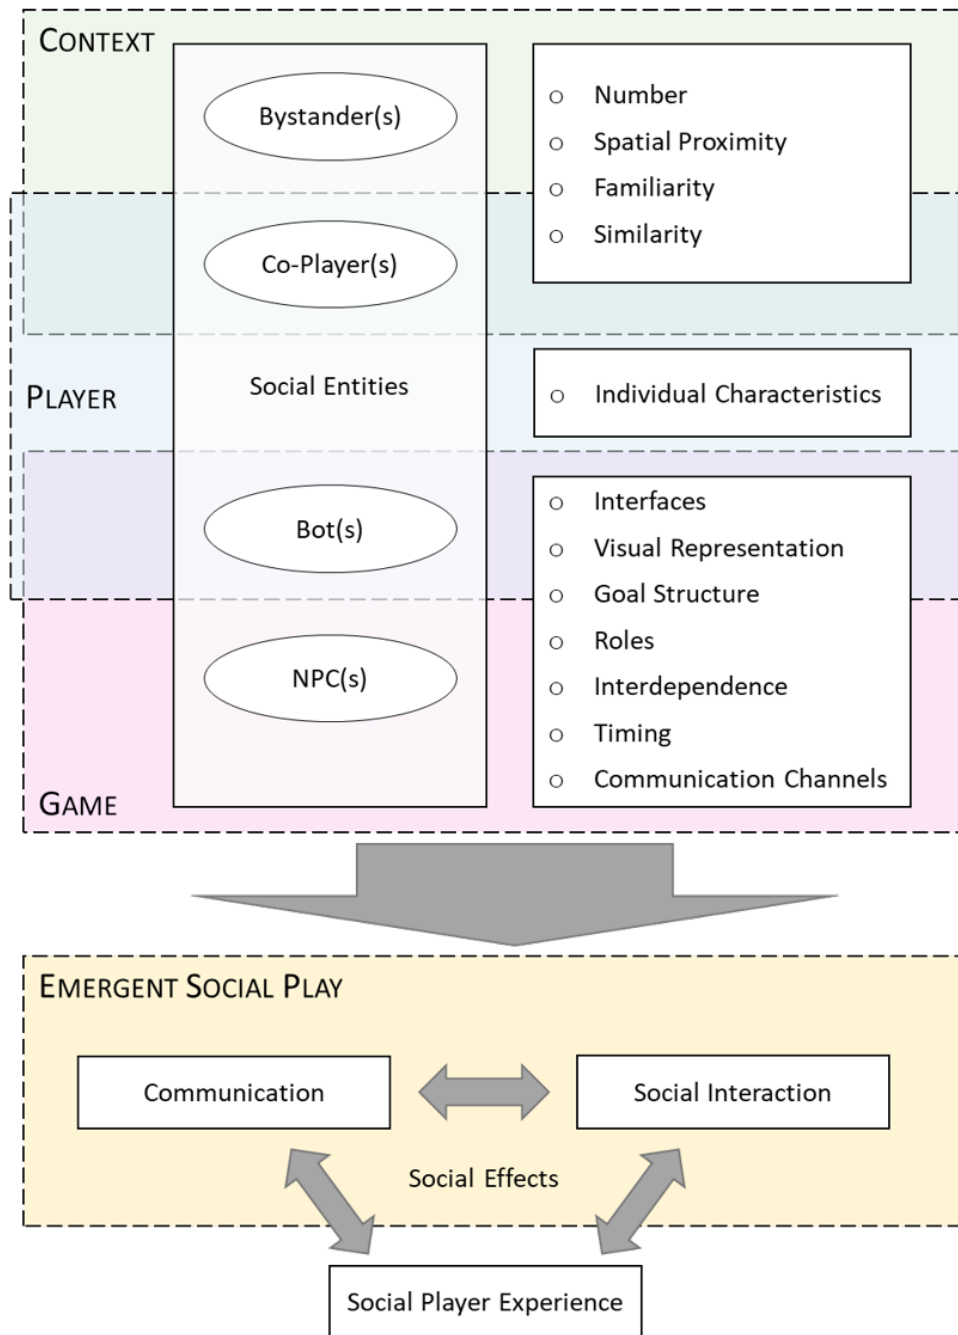 CONTEXT
Bystander(s)
Co-Player(s)
Social Entities
Bot(s)
NPC(s)
o Number
o Spatial Proximity
o Familiarity
o Similarity
PLAYER
o Individual Characteristics
o Interfaces
o Visual Representation
o Goal Structure
o Roles
o Interdependence
o Timing
o Communication Channels
GAME
EMERGENT SOCIAL PLAY
Communication
Social Interaction
Social Effects
Social Player Experience